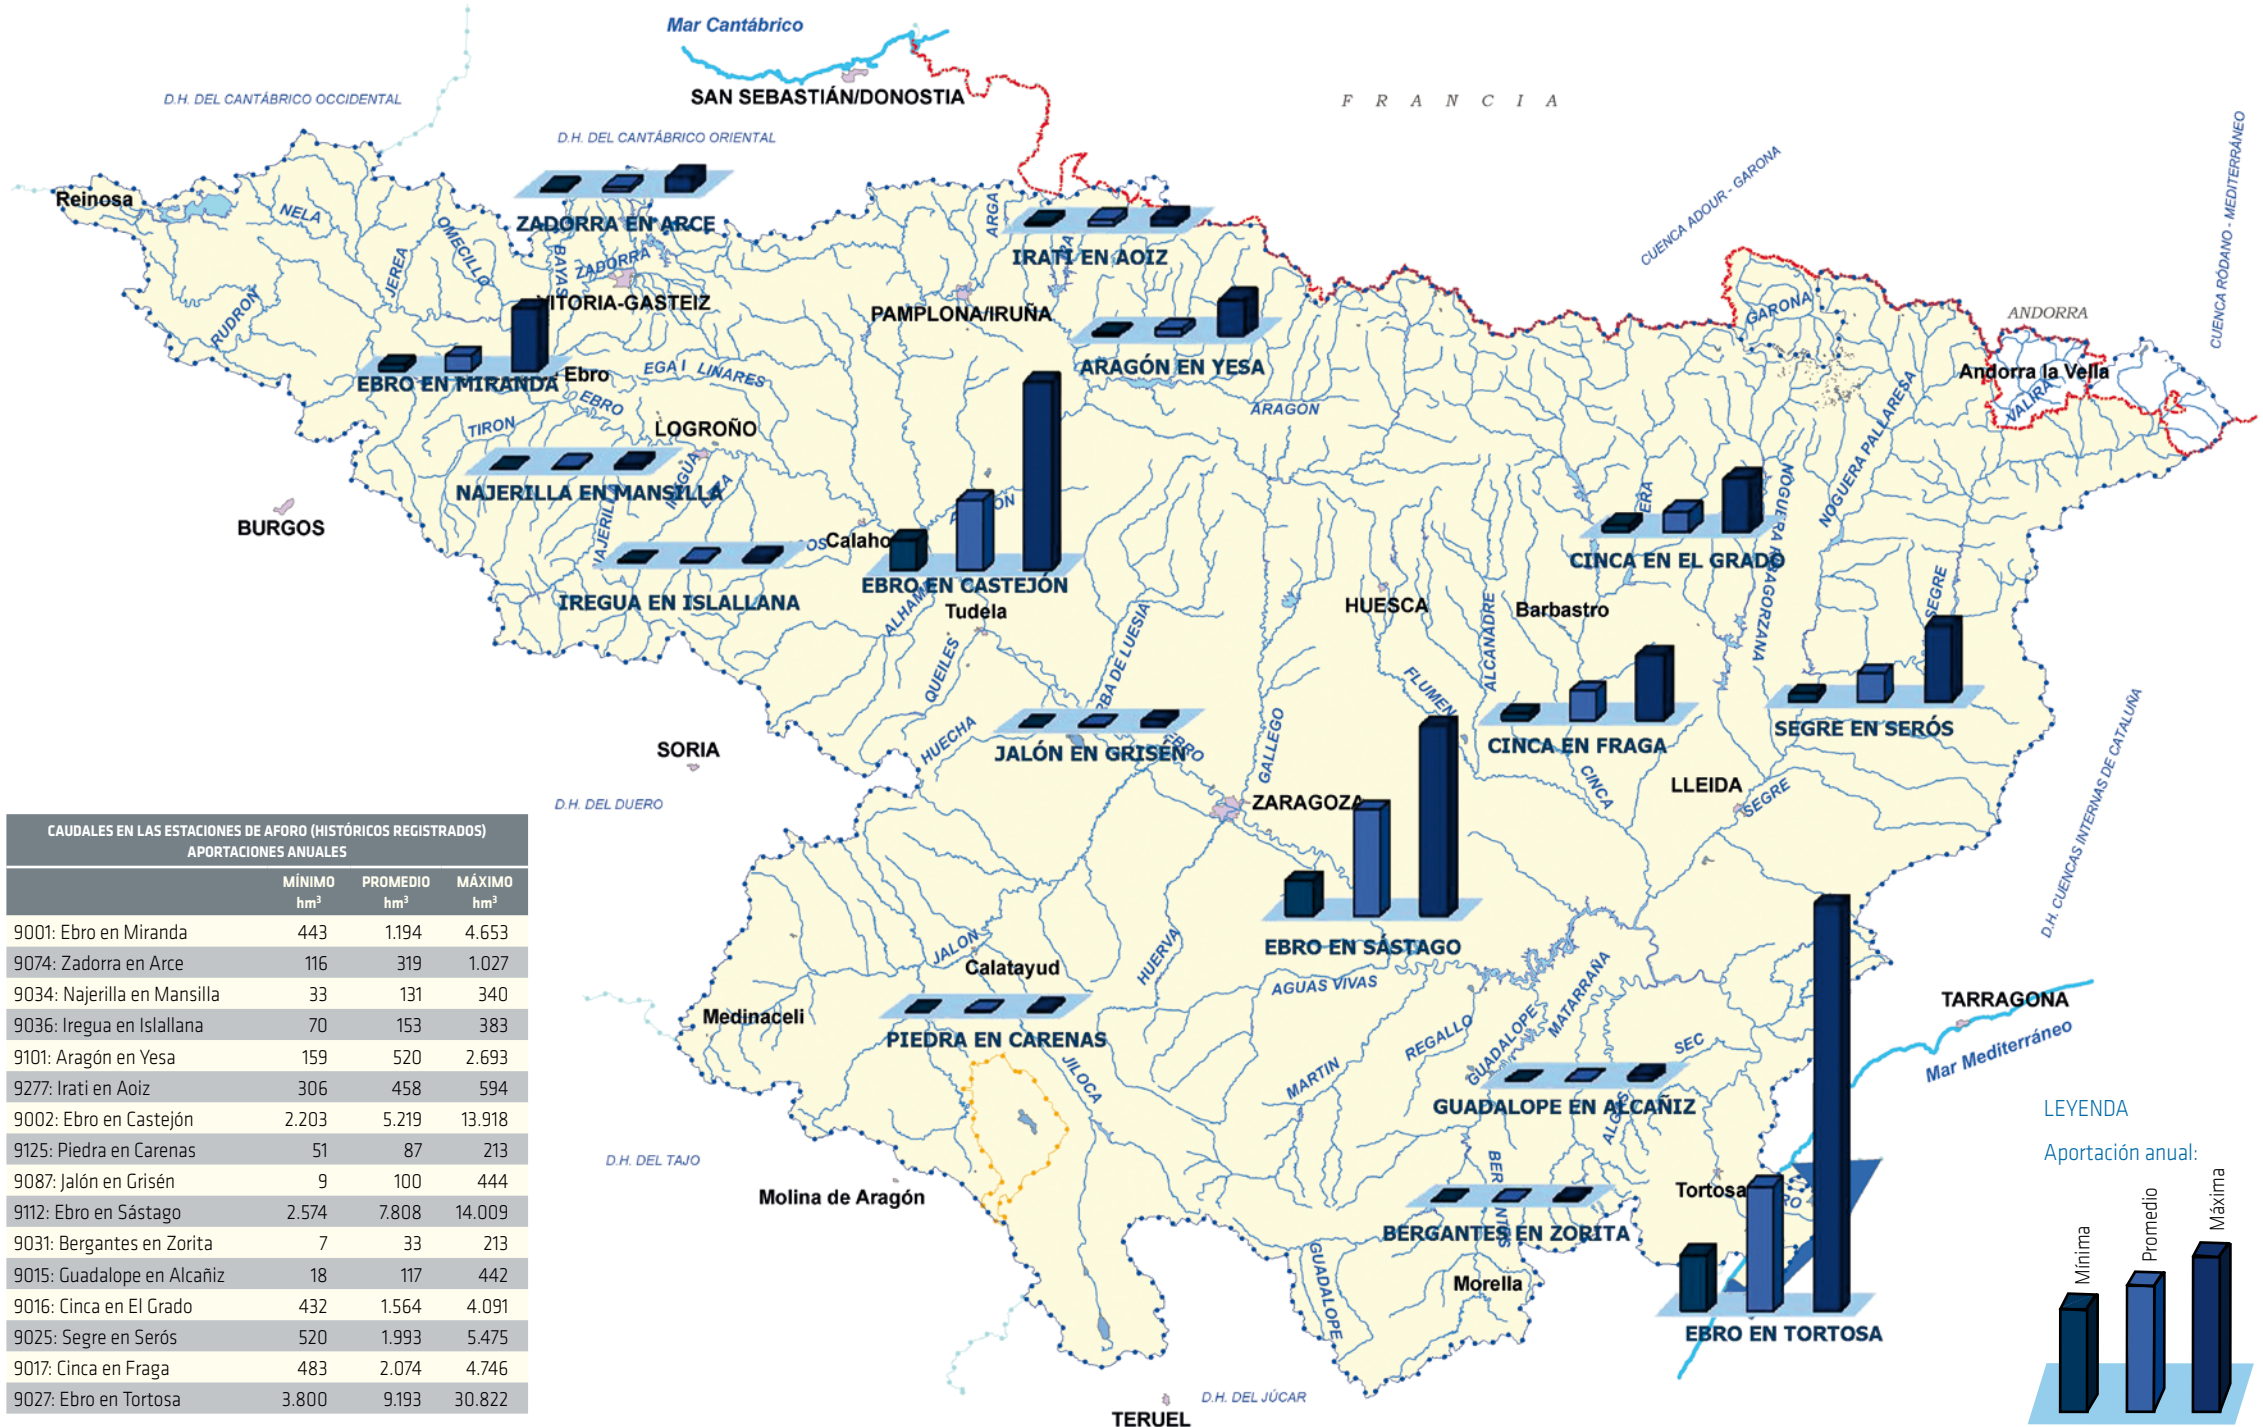 Mar Cantábrico
D.H. DEL CANTÁBRICO OCCIDENTAL
SAN SEBASTIÁN/DONOSTIA
F R A N C I A
D.H. DEL CANTÁBRICO ORIENTAL
CUENCA ADOUR - GARONA
CUENCA RÓDANO - MEDITERRÁNEO
Reinosa
NELA
OMECILLO
JEREA
RUDRON
BAYAS
ZADORRA
ZADORRA EN ARCE
VITORIA-GASTEIZ
ARGA
IRATI EN AOIZ
PAMPLONA/IRUÑA
ARAGÓN EN YESA
ARAGON
GARONA
ANDORRA
Andorra la Vella
VALIRA
EBRO EN MIRANDA
Ebro
EGA I
LINARES
EBRO
TIRON
LOGROÑO
NAJERILLA EN MANSILLA
IREGUA
NAJERILLA
BURGOS
Calaho
IREGUA EN ISLALLANA
EBRO EN CASTEJÓN
Tudela
ALHAMA
QUEILES
HUECHA
ARBA DE LUESIA
HUESCA
ALCANADRE
Barbastro
CINCA EN EL GRADO
ERA
NOGUERA RIBAGORZANA
NOGUERA PALLARESA
SEGRE
FLUMEN
GALLEGO
JALÓN EN GRISÉN
EBRO
SORIA
CINCA EN FRAGA
SEGRE EN SERÓS
CINCA
LLEIDA
SEGRE
ZARAGOZA
D.H. DEL DUERO
D.H. CUENCAS INTERNAS DE CATALUÑA
EBRO EN SÁSTAGO
JALON
Calatayud
HUERVA
AGUAS VIVAS
Medinaceli
PIEDRA EN CARENAS
JILOCA
MARTIN
REGALLO
GUADALOPE
MATARRAÑA
SEC
TARRAGONA
Mar Mediterráneo
GUADALOPE EN ALCAÑIZ
ALGAS
D.H. DEL TAJO
Molina de Aragón
BERGANTES
Tortosa
BERGANTES EN ZORITA
GUADALOPE
Morella
EBRO EN TORTOSA
D.H. DEL JÚCAR
TERUEL
CAUDALES EN LAS ESTACIONES DE AFORO (HISTÓRICOS REGISTRADOS)
APORTACIONES ANUALES
MÍNIMO PROMEDIO MÁXIMO
hm³ hm³ hm³
9001: Ebro en Miranda 443 1.194 4.653
9074: Zadorra en Arce 116 319 1.027
9034: Najerilla en Mansilla 33 131 340
9036: Iregua en Islallana 70 153 383
9101: Aragón en Yesa 159 520 2.693
9277: Irati en Aoiz 306 458 594
9002: Ebro en Castejón 2.203 5.219 13.918
9125: Piedra en Carenas 51 87 213
9087: Jalón en Grisén 9 100 444
9112: Ebro en Sástago 2.574 7.808 14.009
9031: Bergantes en Zorita 7 33 213
9015: Guadalope en Alcañiz 18 117 442
9016: Cinca en El Grado 432 1.564 4.091
9025: Segre en Serós 520 1.993 5.475
9017: Cinca en Fraga 483 2.074 4.746
9027: Ebro en Tortosa 3.800 9.193 30.822
LEYENDA
Aportación anual:
Mínima
Promedio
Máxima